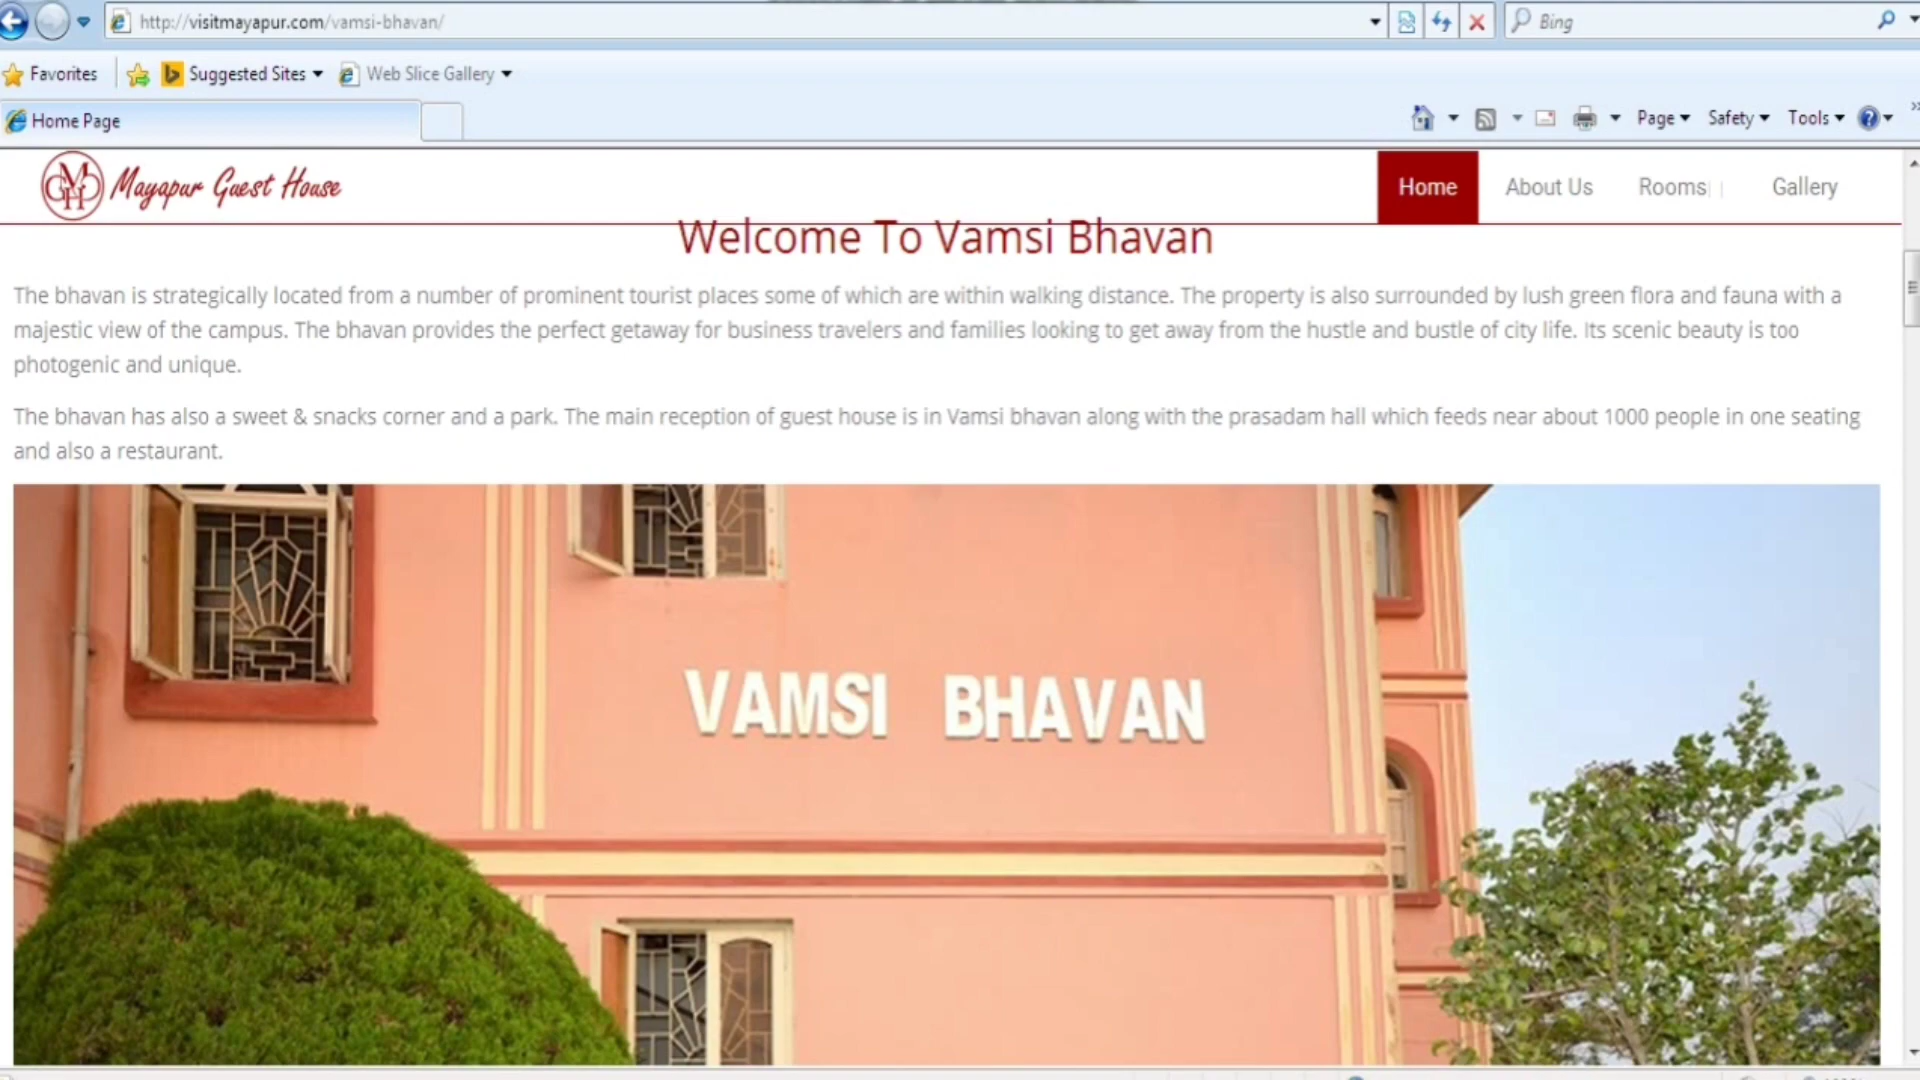 http://visitmayapur.com/vamsi-bhavan/
Bing
Favorites
Suggested Sites
Web Slice Gallery
Home Page
Page
Safety
Tools
Mayapur Guest House
Home
About Us
Rooms
Gallery
Welcome To Vamsi Bhavan
The bhavan is strategically located from a number of prominent tourist places some of which are within walking distance. The property is also surrounded by lush green flora and fauna with a
majestic view of the campus. The bhavan provides the perfect getaway for business travelers and families looking to get away from the hustle and bustle of city life. Its scenic beauty is too
photogenic and unique.
The bhavan has also a sweet & snacks corner and a park. The main reception of guest house is in Vamsi bhavan along with the prasadam hall which feeds near about 1000 people in one seating
and also a restaurant.
VAMSI BHAVAN